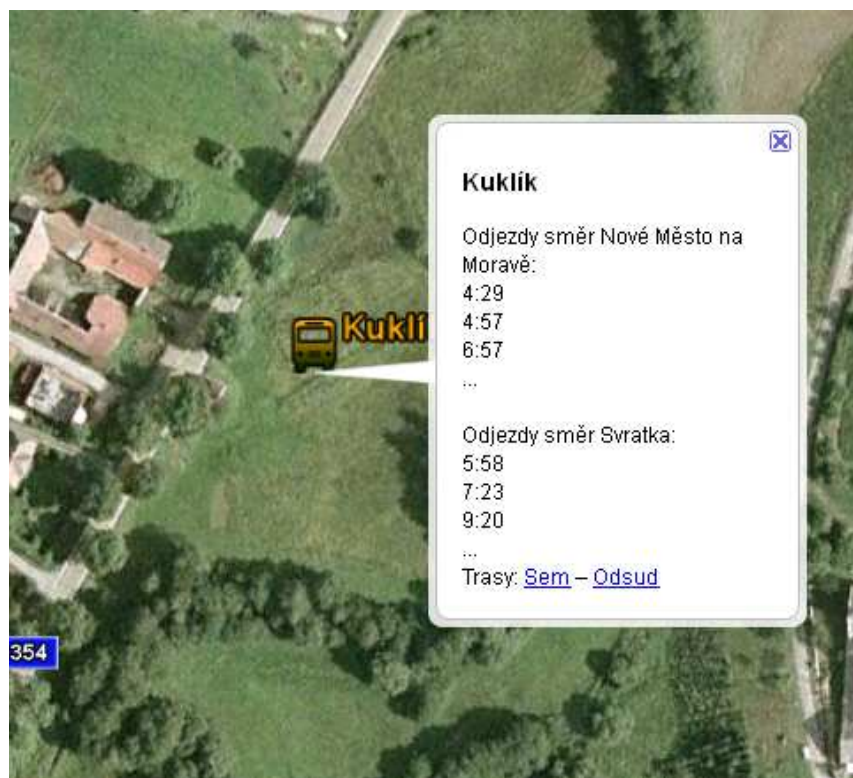 Kuklík
Odjezdy směr Nové Město na
Moravě:
4:29
4:57
6:57
...
Odjezdy směr Svratka:
5:58
7:23
9:20
...
Trasy: Sem – Odsud
Kuklí
354